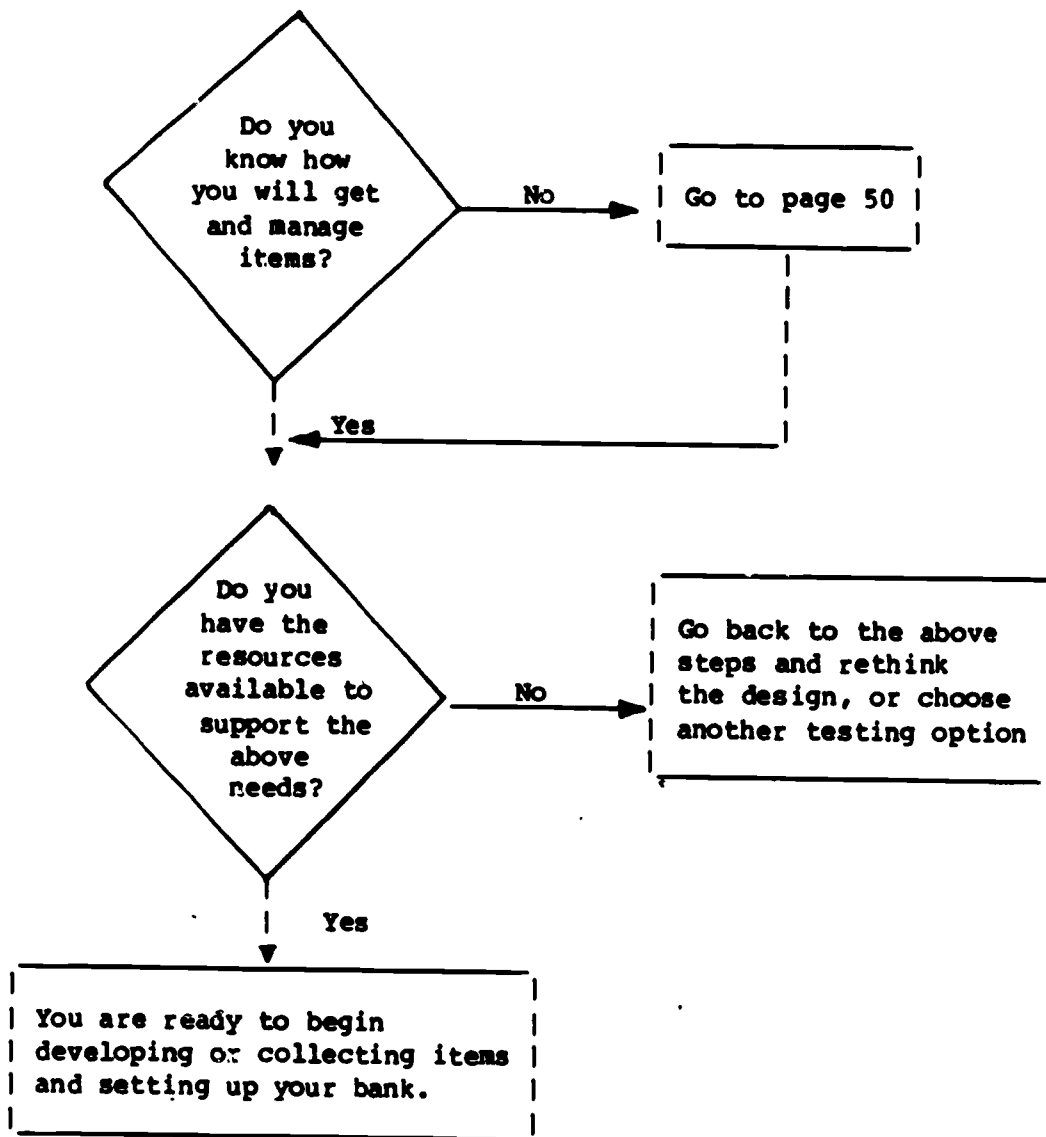 Do you
know how
you will get
and manage
items?
No
Go to page 50
Yes
Do you
have the
resources
available to
support the
above
needs?
No
Go back to the above
steps and rethink
the design, or choose
another testing option
Yes
You are ready to begin
developing or collecting items
and setting up your bank.